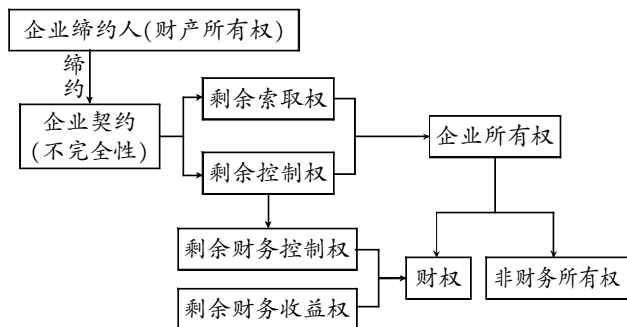 企业缔约人(财产所有权)
缔约
企业契约
(不完全性)
剩余索取权
剩余控制权
企业所有权
剩余财务控制权
剩余财务收益权
财权
非财务所有权